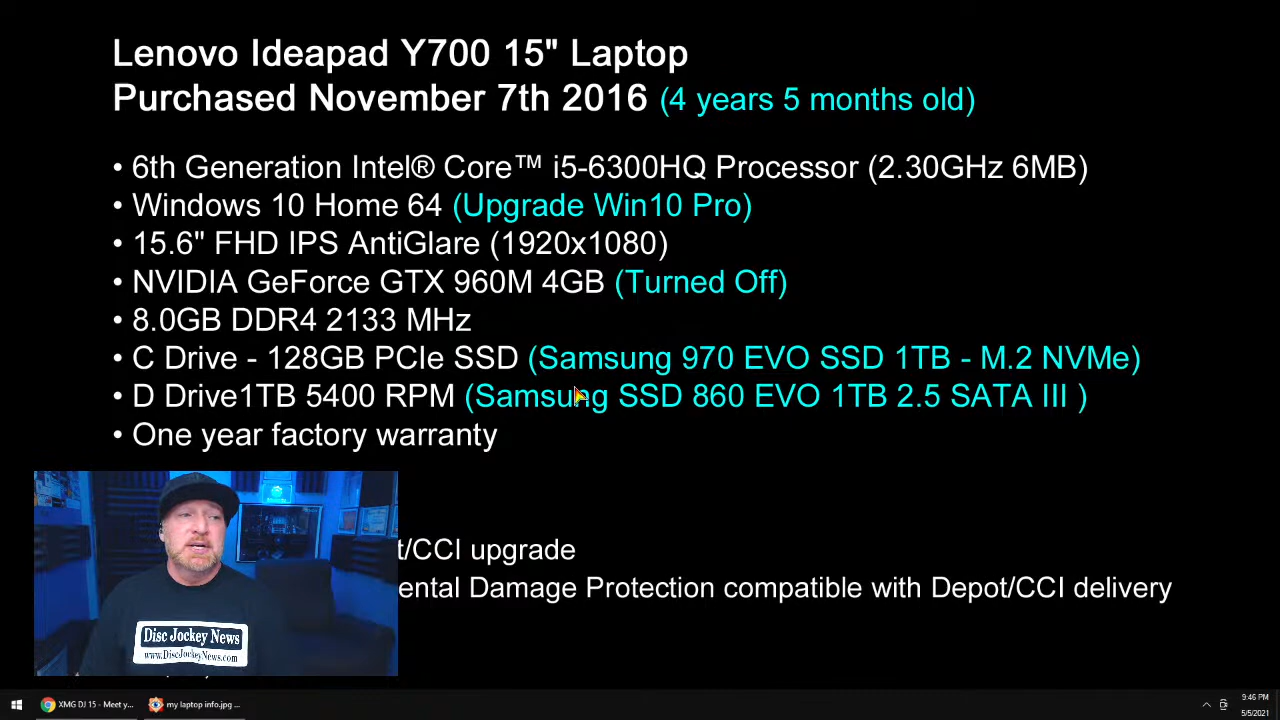 Lenovo Ideapad Y700 15" Laptop
Purchased November 7th 2016 (4 years 5 months old)
• 6th Generation Intel® Core™ i5-6300HQ Processor (2.30GHz 6MB)
• Windows 10 Home 64 (Upgrade Win10 Pro)
• 15.6" FHD IPS AntiGlare (1920x1080)
• NVIDIA GeForce GTX 960M 4GB (Turned Off)
• 8.0GB DDR4 2133 MHz
• C Drive - 128GB PCIe SSD (Samsung 970 EVO SSD 1TB - M.2 NVMe)
• D Drive1TB 5400 RPM (Samsung SSD 860 EVO 1TB 2.5 SATA III )
• One year factory warranty
t/CCI upgrade
ental Damage Protection compatible with Depot/CCI delivery
Disc Jockey News
www.DiscJockeyNews.com
XMG DJ 15 - Meet y...
my laptop info.jpg ...
9:46 PM
5/5/2021